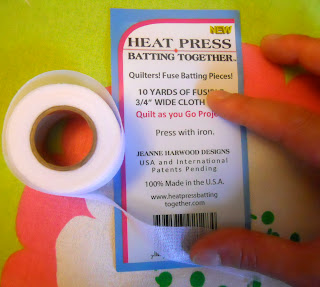 NEW
HEAT PRESS
BATTING TOGETHER
Quilters! Fuse Batting Pieces!
10 YARDS OF
3/4" WIDE CLOTH
Quilt as you Go
Press with iron.
JEANNE HARWOOD DESIGNS
USA and International
Patents Pending
100% Made in the U.S.A.
www.heatpressbatting
together.com